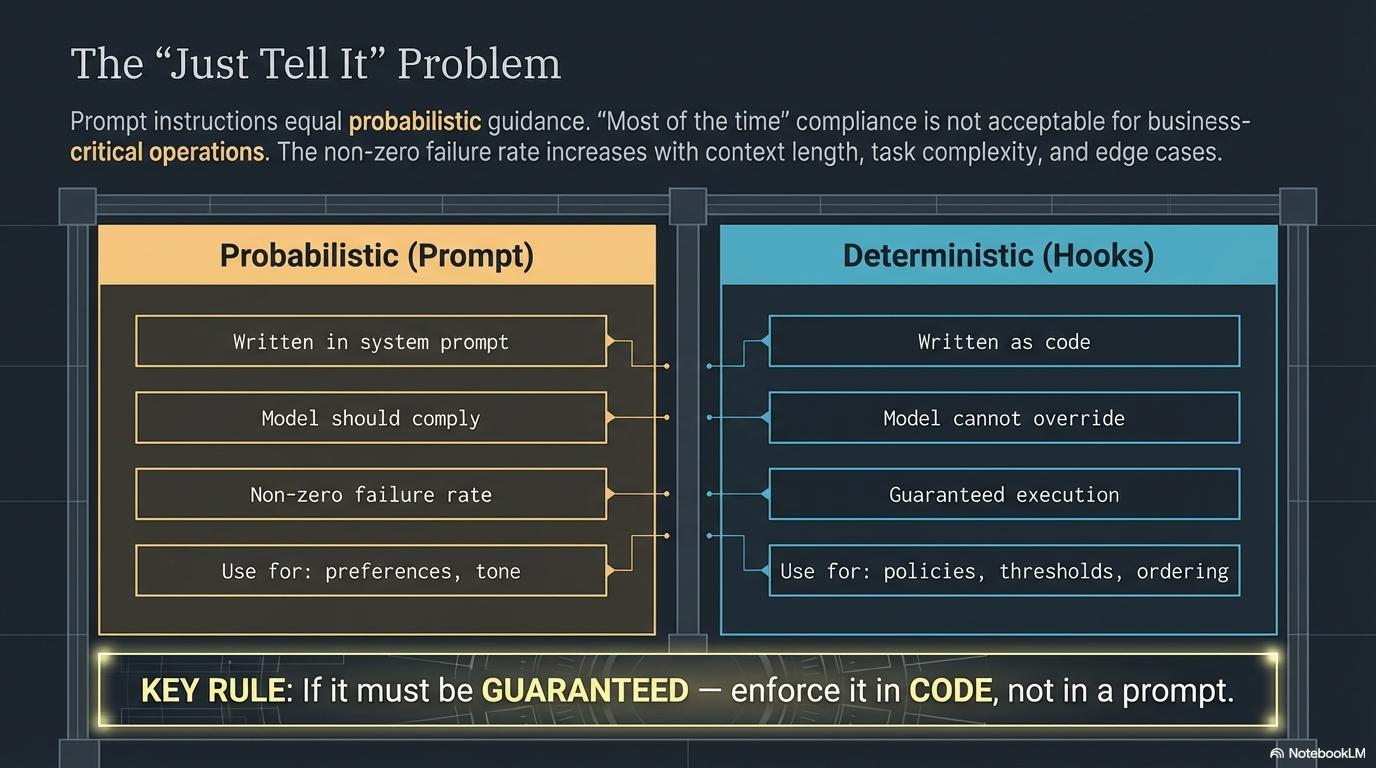 The “Just Tell It” Problem
Prompt instructions equal probabilistic guidance. “Most of the time” compliance is not acceptable for business-
critical operations. The non-zero failure rate increases with context length, task complexity, and edge cases.
Probabilistic (Prompt)
Written in system prompt
Model should comply
Non-zero failure rate
Use for: preferences, tone
Deterministic (Hooks)
Written as code
Model cannot override
Guaranteed execution
Use for: policies, thresholds, ordering
KEY RULE: If it must be GUARANTEED — enforce it in CODE, not in a prompt.
NotebookLM